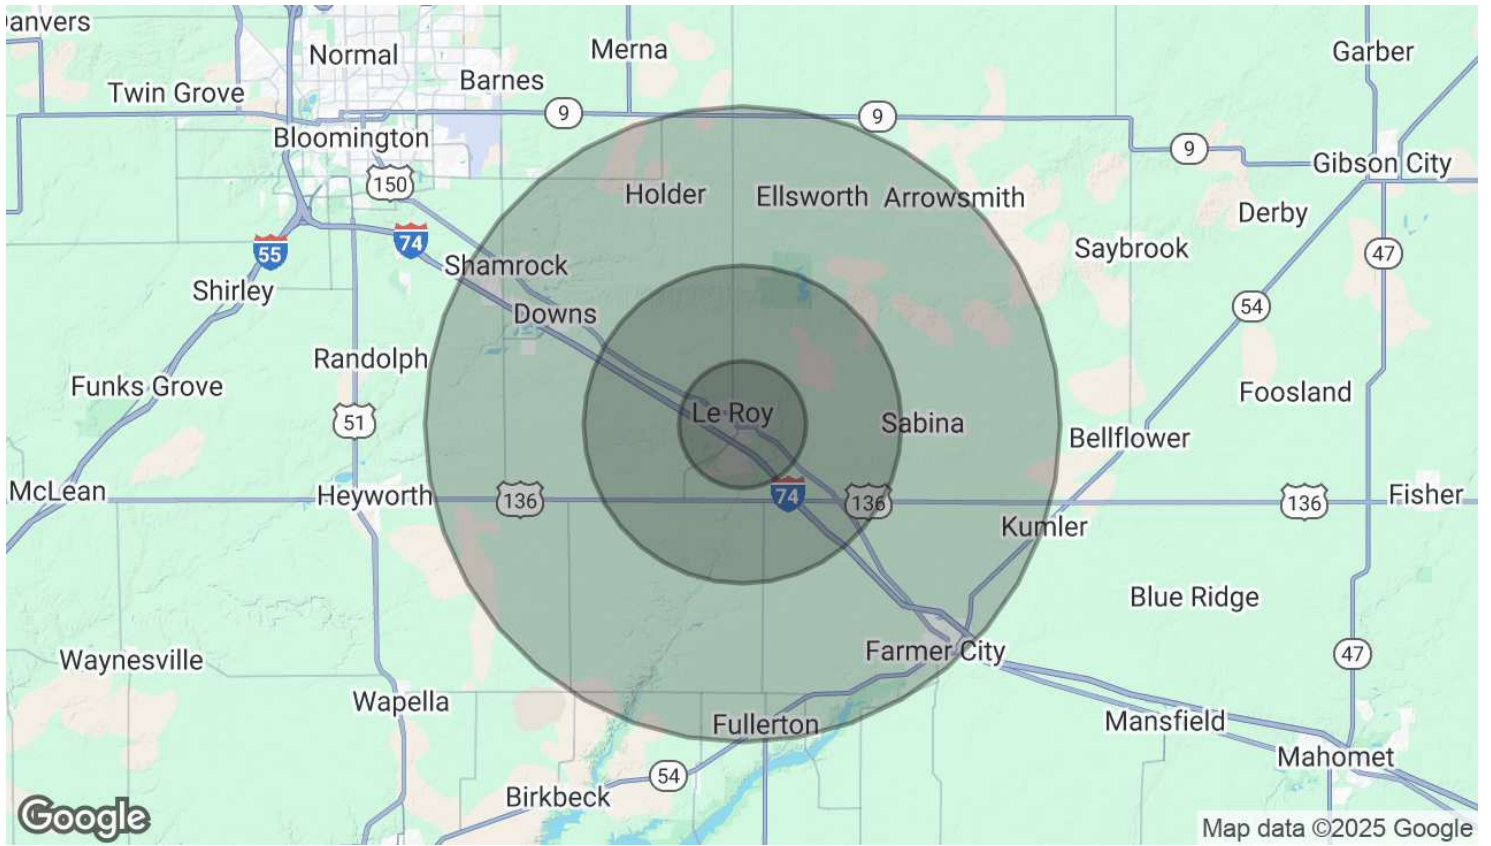 anvers
Normal
Merna
Garber
Barnes
Twin Grove
9
9
9
Bloomington
Gibson City
150
Holder
Ellsworth
Arrowsmith
Derby
55
74
Saybrook
47
Shamrock
Shirley
54
Downs
Randolph
Funks Grove
Foosland
51
Le Roy
Sabina
Bellflower
McLean
Heyworth
136
74
136
136
Fisher
Kumler
Blue Ridge
Waynesville
Farmer City
47
Wapella
Fullerton
Mansfield
Mahomet
54
Birkbeck
Google
Map data ©2025 Google